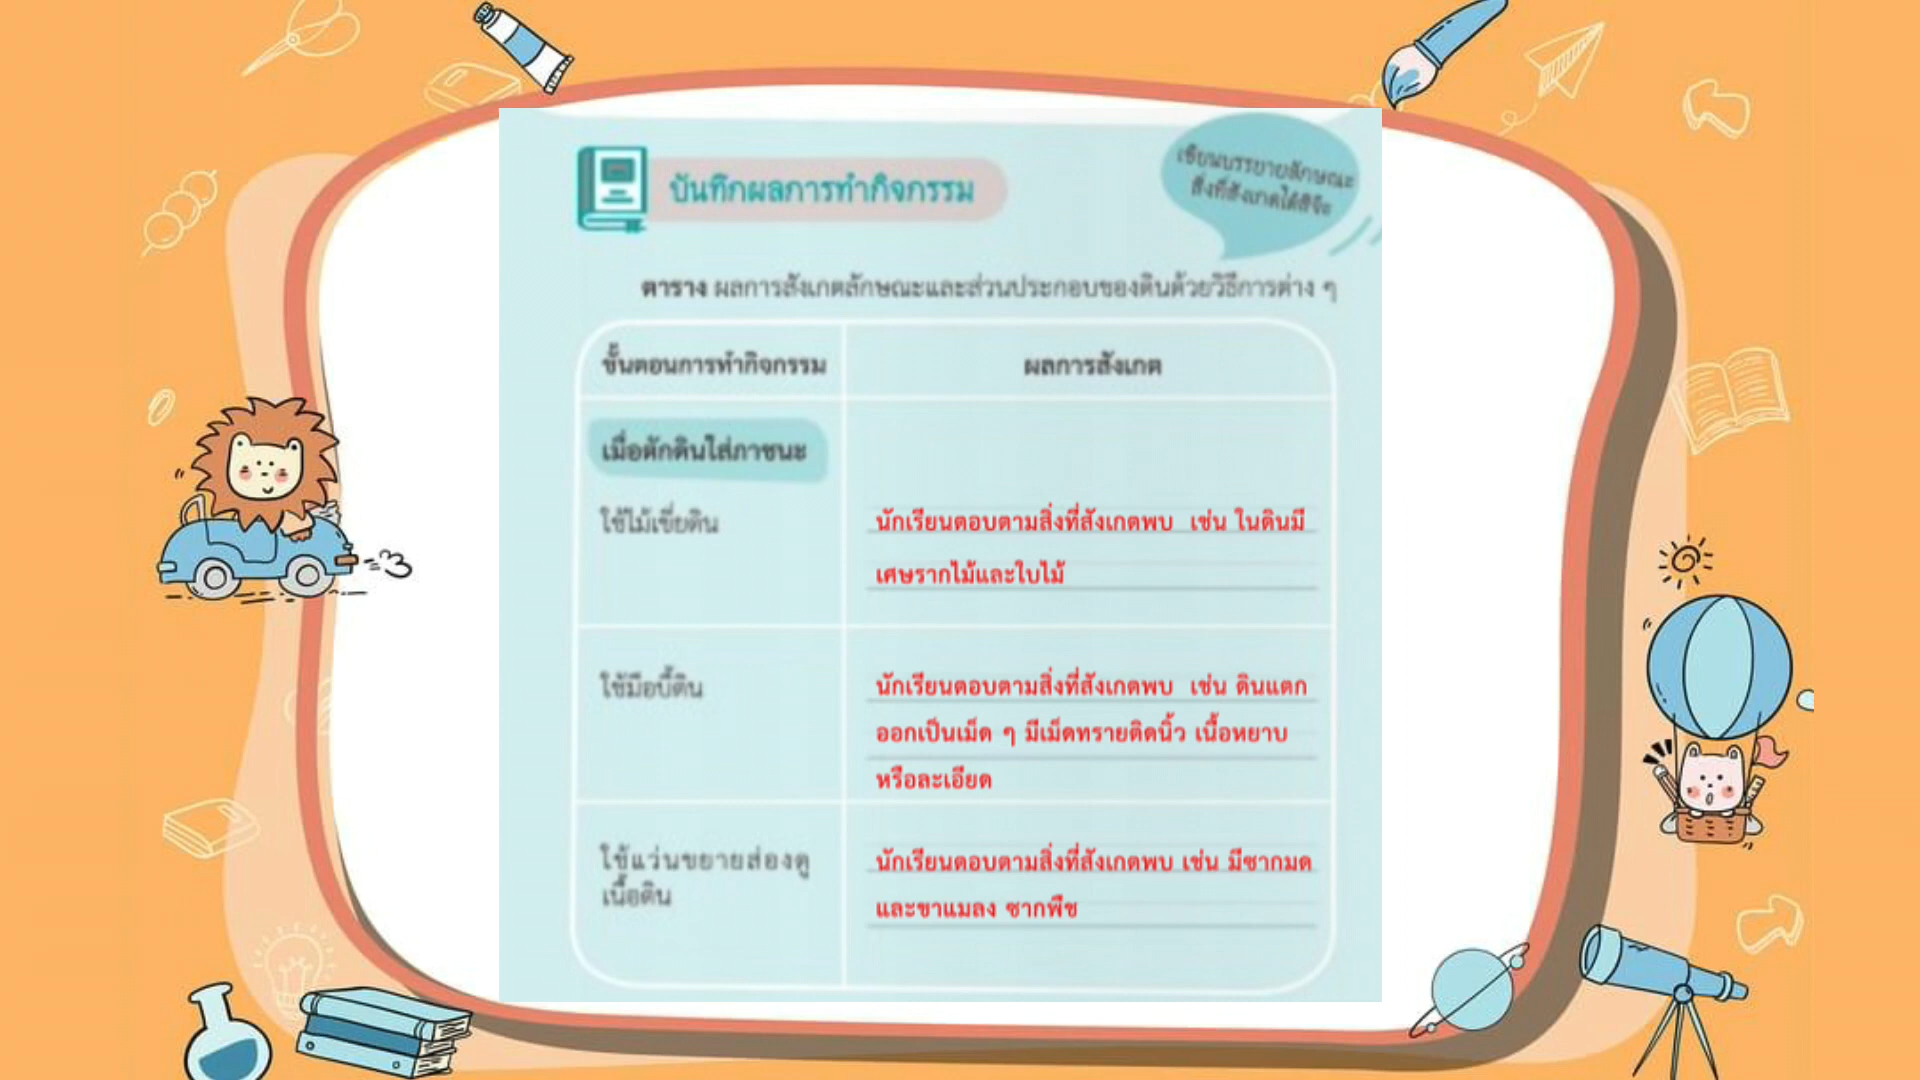 บันทึกผลการทำกิจกรรม
เขียนบรรยายลักษณะ
สิ่งที่สังเกตได้สิจ๊ะ
ตาราง ผลการสังเกตลักษณะและส่วนประกอบของดินด้วยวิธีการต่าง ๆ
ขั้นตอนการทำกิจกรรม
ผลการสังเกต
เมื่อตักดินใส่ภาชนะ
ใช้ไม้เขี่ยดิน
นักเรียนตอบตามสิ่งที่สังเกตพบ เช่น ในดินมี
เศษรากไม้และใบไม้
ใช้มือบี้ดิน
นักเรียนตอบตามสิ่งที่สังเกตพบ เช่น ดินแตก
ออกเป็นเม็ด ๆ มีเม็ดทรายติดนิ้ว เนื้อหยาบ
หรือละเอียด
ใช้แว่นขยายส่องดู
เนื้อดิน
นักเรียนตอบตามสิ่งที่สังเกตพบ เช่น มีซากมด
และขาแมลง ซากพืช